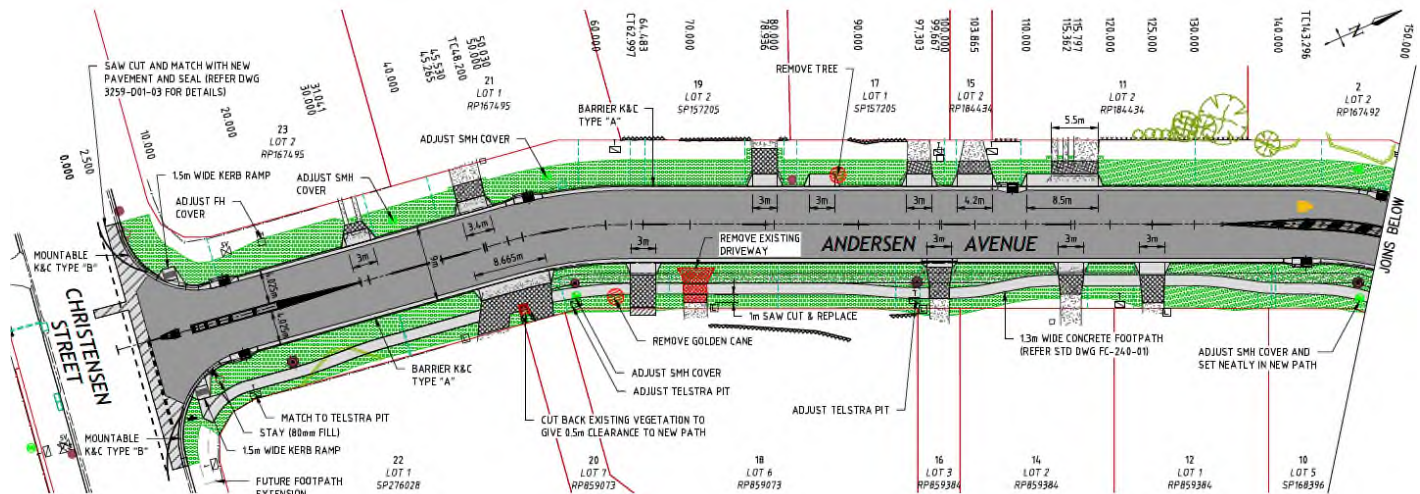 SAW CUT AND MATCH WITH NEW
PAVEMENT AND SEAL (REFER DWG
3259-D01-03 FOR DETAILS)
0.000
2.500
10.000
20.000
30.000
31.041
40.000
45.265
45.530
TC48.200
50.000
50.030
60.000
CT62.997
64.483
70.000
78.936
80.000
90.000
97.303
99.667
100.000
103.865
110.000
115.362
115.797
120.000
125.000
130.000
140.000
TC143.296
150.000
N
23
LOT 2
RP167495
21
LOT 1
RP167495
19
LOT 2
SP157205
17
LOT 1
SP157205
15
LOT 2
RP184434
11
LOT 2
RP184434
2
LOT 2
RP167492
REMOVE TREE
BARRIER K&C
TYPE "A"
ADJUST SMH COVER
ADJUST SMH
COVER
1.5m WIDE KERB RAMP
ADJUST FH
COVER
MOUNTABLE
K&C TYPE "B"
5.5m
3m
3.4m
3m
3m
3m
4.2m
8.5m
9m
8.665m
4.025m
4.025m
3m
3m
3m
3m
REMOVE EXISTING
DRIVEWAY
ANDERSEN AVENUE
CHRISTENSEN
STREET
JOINS BELOW
1m SAW CUT & REPLACE
REMOVE GOLDEN CANE
1.3m WIDE CONCRETE FOOTPATH
(REFER STD DWG FC-240-01)
ADJUST SMH COVER AND
SET NEATLY IN NEW PATH
BARRIER K&C
TYPE "A"
ADJUST SMH COVER
ADJUST TELSTRA PIT
ADJUST TELSTRA PIT
MATCH TO TELSTRA PIT
STAY (80mm FILL)
CUT BACK EXISTING VEGETATION TO
GIVE 0.5m CLEARANCE TO NEW PATH
MOUNTABLE
K&C TYPE "B"
1.5m WIDE KERB RAMP
FUTURE FOOTPATH
EXTENSION
22
LOT 1
SP276028
20
LOT 7
RP859073
18
LOT 6
RP859073
16
LOT 3
RP859384
14
LOT 2
RP859384
12
LOT 1
RP859384
10
LOT 5
SP168396